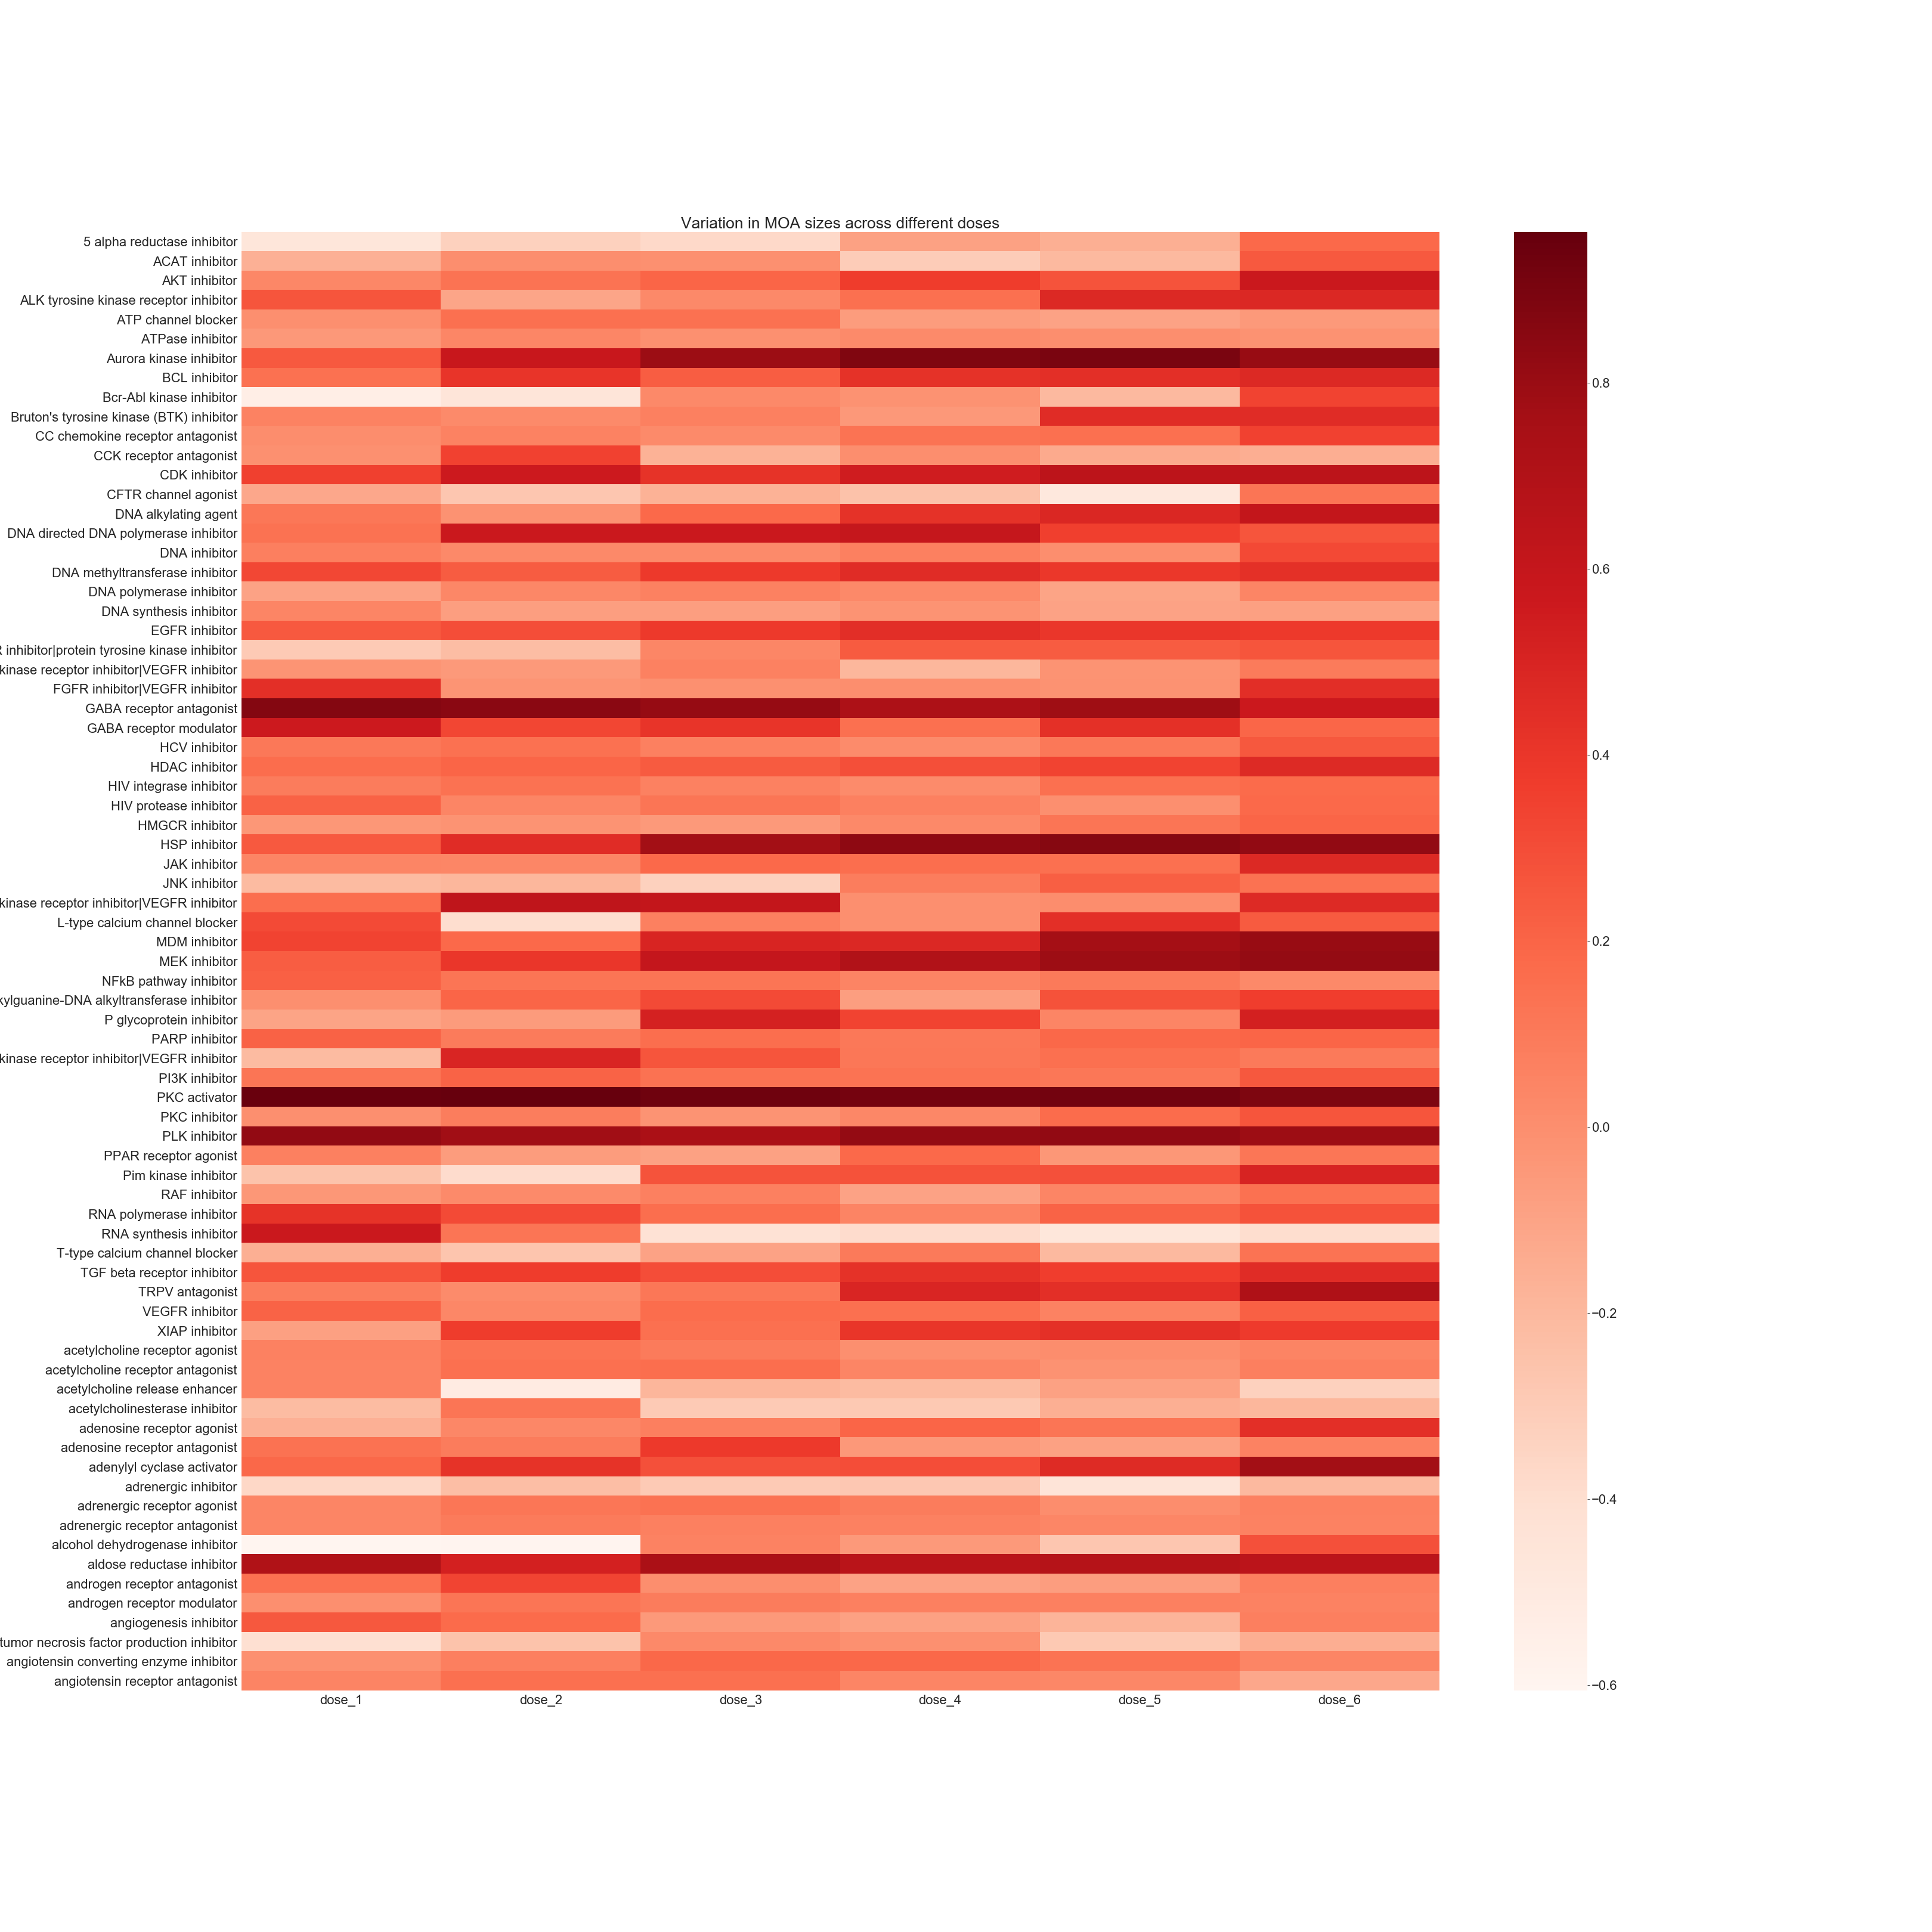 Variation in MOA sizes across different doses
5 alpha reductase inhibitor
ACAT inhibitor
AKT inhibitor
ALK tyrosine kinase receptor inhibitor
ATP channel blocker
ATPase inhibitor
Aurora kinase inhibitor
BCL inhibitor
Bcr-Abl kinase inhibitor
Bruton's tyrosine kinase (BTK) inhibitor
CC chemokine receptor antagonist
CCK receptor antagonist
CDK inhibitor
CFTR channel agonist
DNA alkylating agent
DNA directed DNA polymerase inhibitor
DNA inhibitor
DNA methyltransferase inhibitor
DNA polymerase inhibitor
DNA synthesis inhibitor
EGFR inhibitor
inhibitor|protein tyrosine kinase inhibitor
kinase receptor inhibitor|VEGFR inhibitor
FGFR inhibitor|VEGFR inhibitor
GABA receptor antagonist
GABA receptor modulator
HCV inhibitor
HDAC inhibitor
HIV integrase inhibitor
HIV protease inhibitor
HMGCR inhibitor
HSP inhibitor
JAK inhibitor
JNK inhibitor
kinase receptor inhibitor|VEGFR inhibitor
L-type calcium channel blocker
MDM inhibitor
MEK inhibitor
NFkB pathway inhibitor
kylguanine-DNA alkyltransferase inhibitor
P glycoprotein inhibitor
PARP inhibitor
kinase receptor inhibitor|VEGFR inhibitor
PI3K inhibitor
PKC activator
PKC inhibitor
PLK inhibitor
PPAR receptor agonist
Pim kinase inhibitor
RAF inhibitor
RNA polymerase inhibitor
RNA synthesis inhibitor
T-type calcium channel blocker
TGF beta receptor inhibitor
TRPV antagonist
VEGFR inhibitor
XIAP inhibitor
acetylcholine receptor agonist
acetylcholine receptor antagonist
acetylcholine release enhancer
acetylcholinesterase inhibitor
adenosine receptor agonist
adenosine receptor antagonist
adenylyl cyclase activator
adrenergic inhibitor
adrenergic receptor agonist
adrenergic receptor antagonist
alcohol dehydrogenase inhibitor
aldose reductase inhibitor
androgen receptor antagonist
androgen receptor modulator
angiogenesis inhibitor
tumor necrosis factor production inhibitor
angiotensin converting enzyme inhibitor
angiotensin receptor antagonist
dose_1 dose_2 dose_3 dose_4 dose_5 dose_6
0.8
0.6
0.4
0.2
0.0
−0.2
−0.4
−0.6